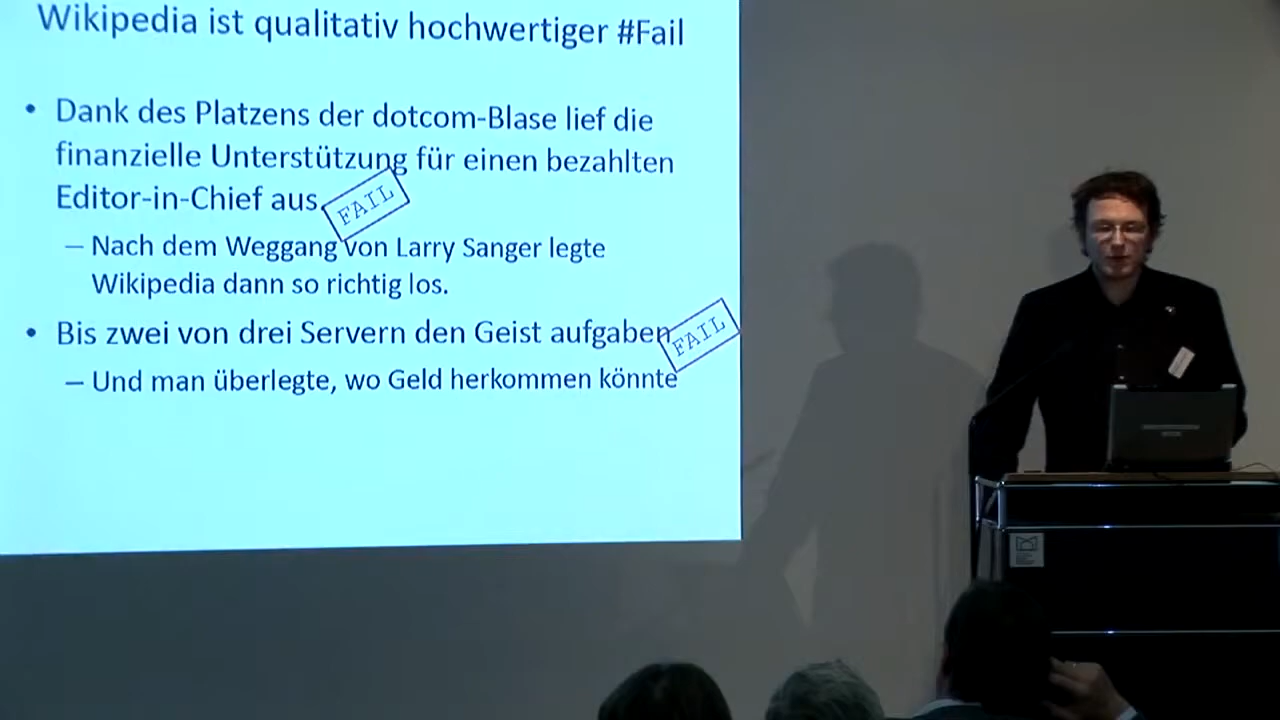 Wikipedia ist qualitativ hochwertiger #Fail
• Dank des Platzens der dotcom-Blase lief die
finanzielle Unterstützung für einen bezahlten
Editor-in-Chief aus.
FAIL
– Nach dem Weggang von Larry Sanger legte
Wikipedia dann so richtig los.
• Bis zwei von drei Servern den Geist aufgaben
FAIL
– Und man überlegte, wo Geld herkommen könnte